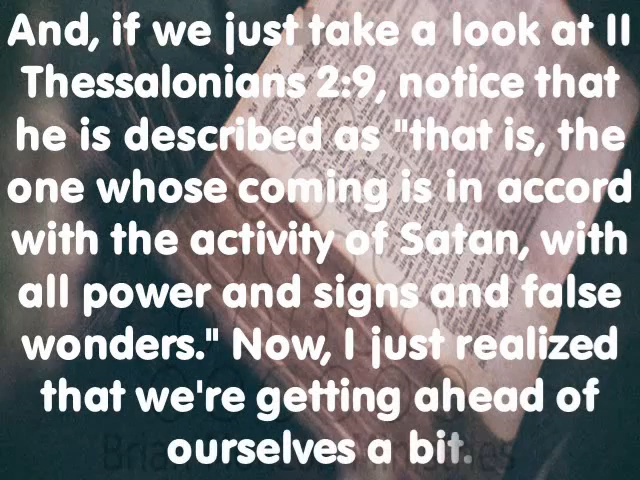 And, if we just take a look at II
Thessalonians 2:9, notice that
he is described as "that is, the
one whose coming is in accord
with the activity of Satan, with
all power and signs and false
wonders." Now, I just realized
that we're getting ahead of
ourselves a bit.